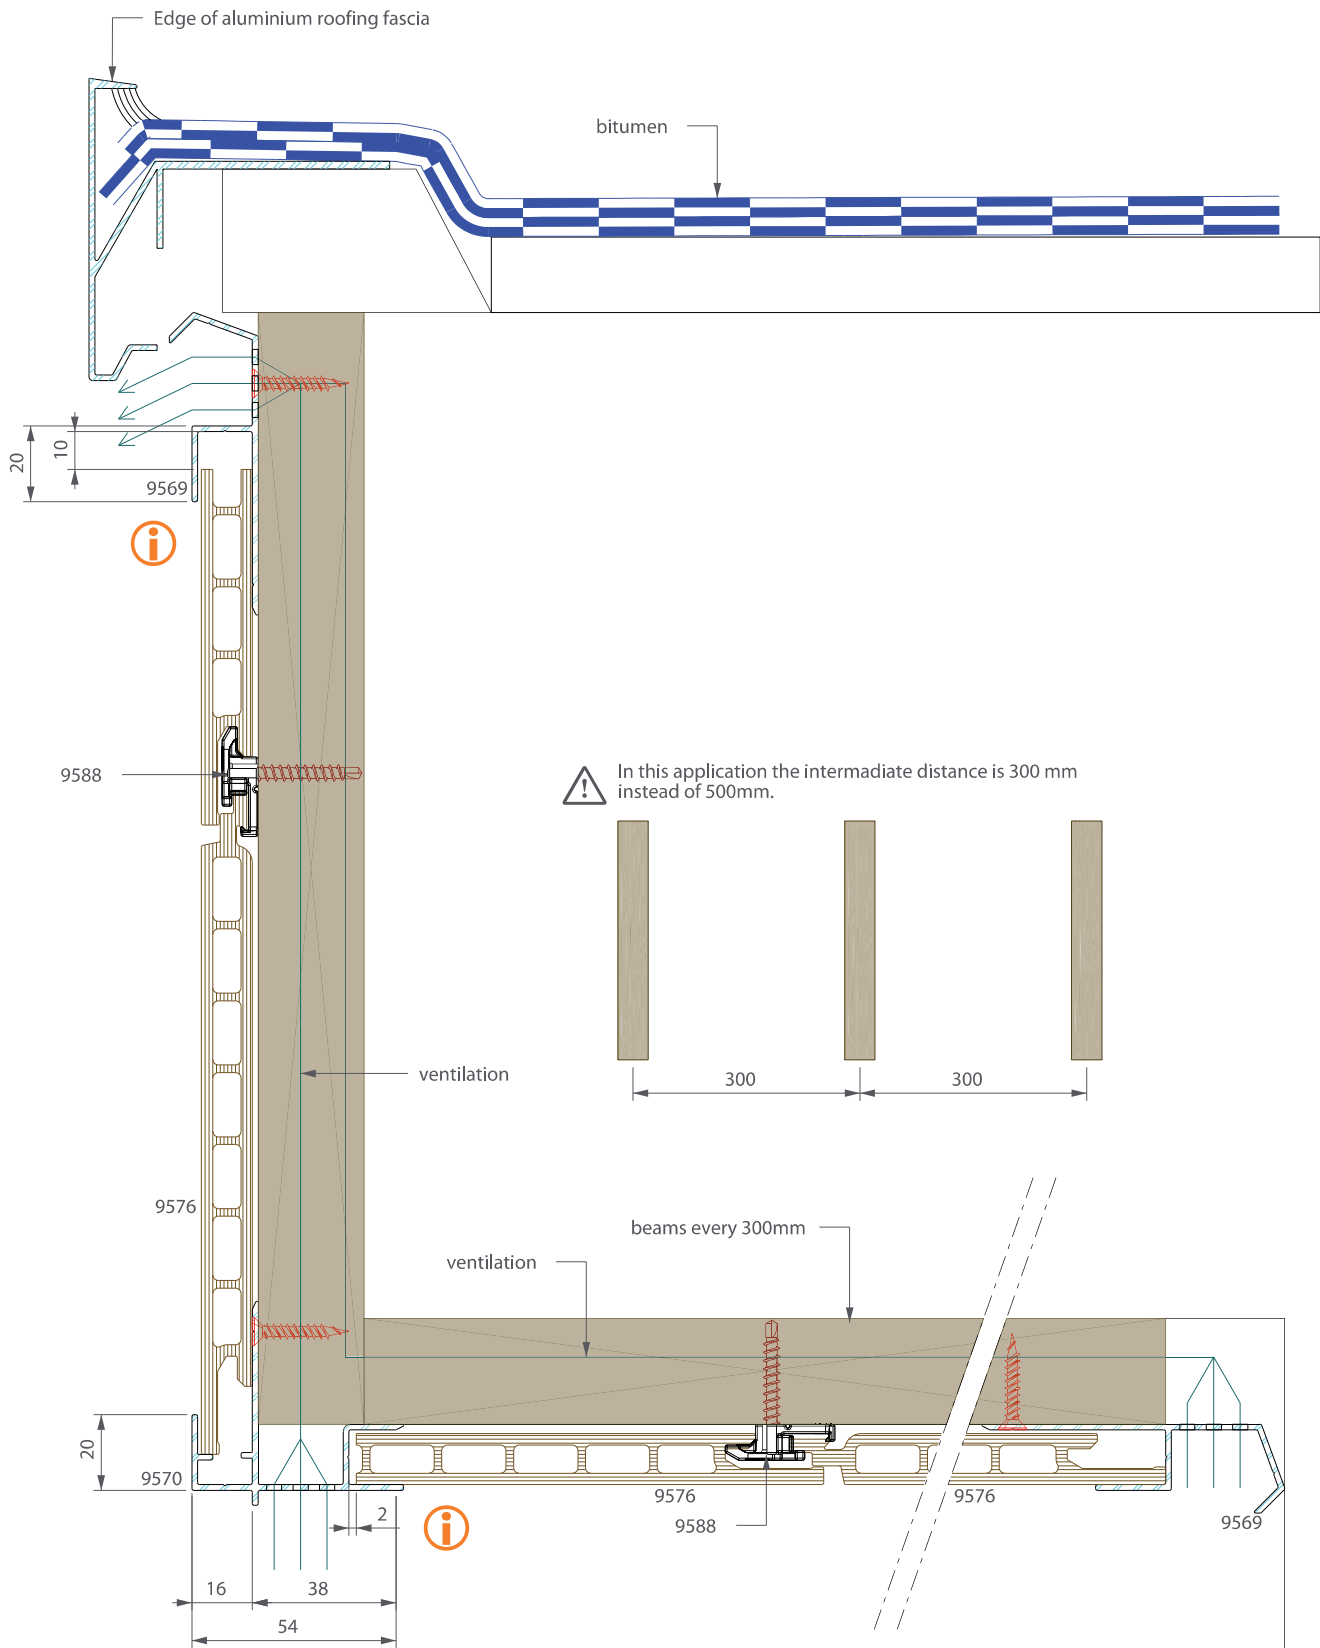 Edge of aluminium roofing fascia
bitumen
20
10
9569
9588
In this application the intermadiate distance is 300 mm
instead of 500mm.
300
300
ventilation
9576
beams every 300mm
ventilation
20
9570
9576
9576
2
9588
9569
16
38
54